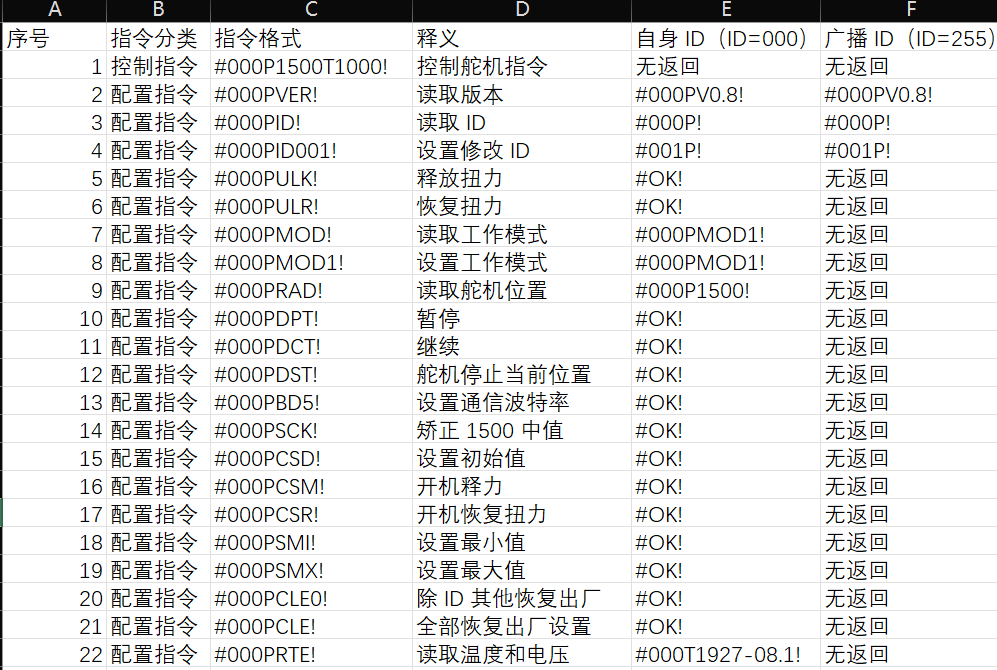 A B C D E F
序号 指令分类 指令格式 释义 自身 ID（ID=000） 广播 ID（ID=255）
1 控制指令 #000P1500T1000! 控制舵机指令 无返回 无返回
2 配置指令 #000PVER! 读取版本 #000PV0.8! #000PV0.8!
3 配置指令 #000PID! 读取 ID #000P! #000P!
4 配置指令 #000PID001! 设置修改 ID #001P! #001P!
5 配置指令 #000PULK! 释放扭力 #OK! 无返回
6 配置指令 #000PULR! 恢复扭力 #OK! 无返回
7 配置指令 #000PMOD! 读取工作模式 #000PMOD1! 无返回
8 配置指令 #000PMOD1! 设置工作模式 #000PMOD1! 无返回
9 配置指令 #000PRAD! 读取舵机位置 #000P1500! 无返回
10 配置指令 #000PDPT! 暂停 #OK! 无返回
11 配置指令 #000PDCT! 继续 #OK! 无返回
12 配置指令 #000PDST! 舵机停止当前位置 #OK! 无返回
13 配置指令 #000PBD5! 设置通信波特率 #OK! 无返回
14 配置指令 #000PSCK! 矫正 1500 中值 #OK! 无返回
15 配置指令 #000PCSD! 设置初始值 #OK! 无返回
16 配置指令 #000PCSM! 开机释力 #OK! 无返回
17 配置指令 #000PCSR! 开机恢复扭力 #OK! 无返回
18 配置指令 #000PSMI! 设置最小值 #OK! 无返回
19 配置指令 #000PSMX! 设置最大值 #OK! 无返回
20 配置指令 #000PCLE0! 除 ID 其他恢复出厂 #OK! 无返回
21 配置指令 #000PCLE! 全部恢复出厂设置 #OK! 无返回
22 配置指令 #000PRTE! 读取温度和电压 #000T1927-08.1! 无返回